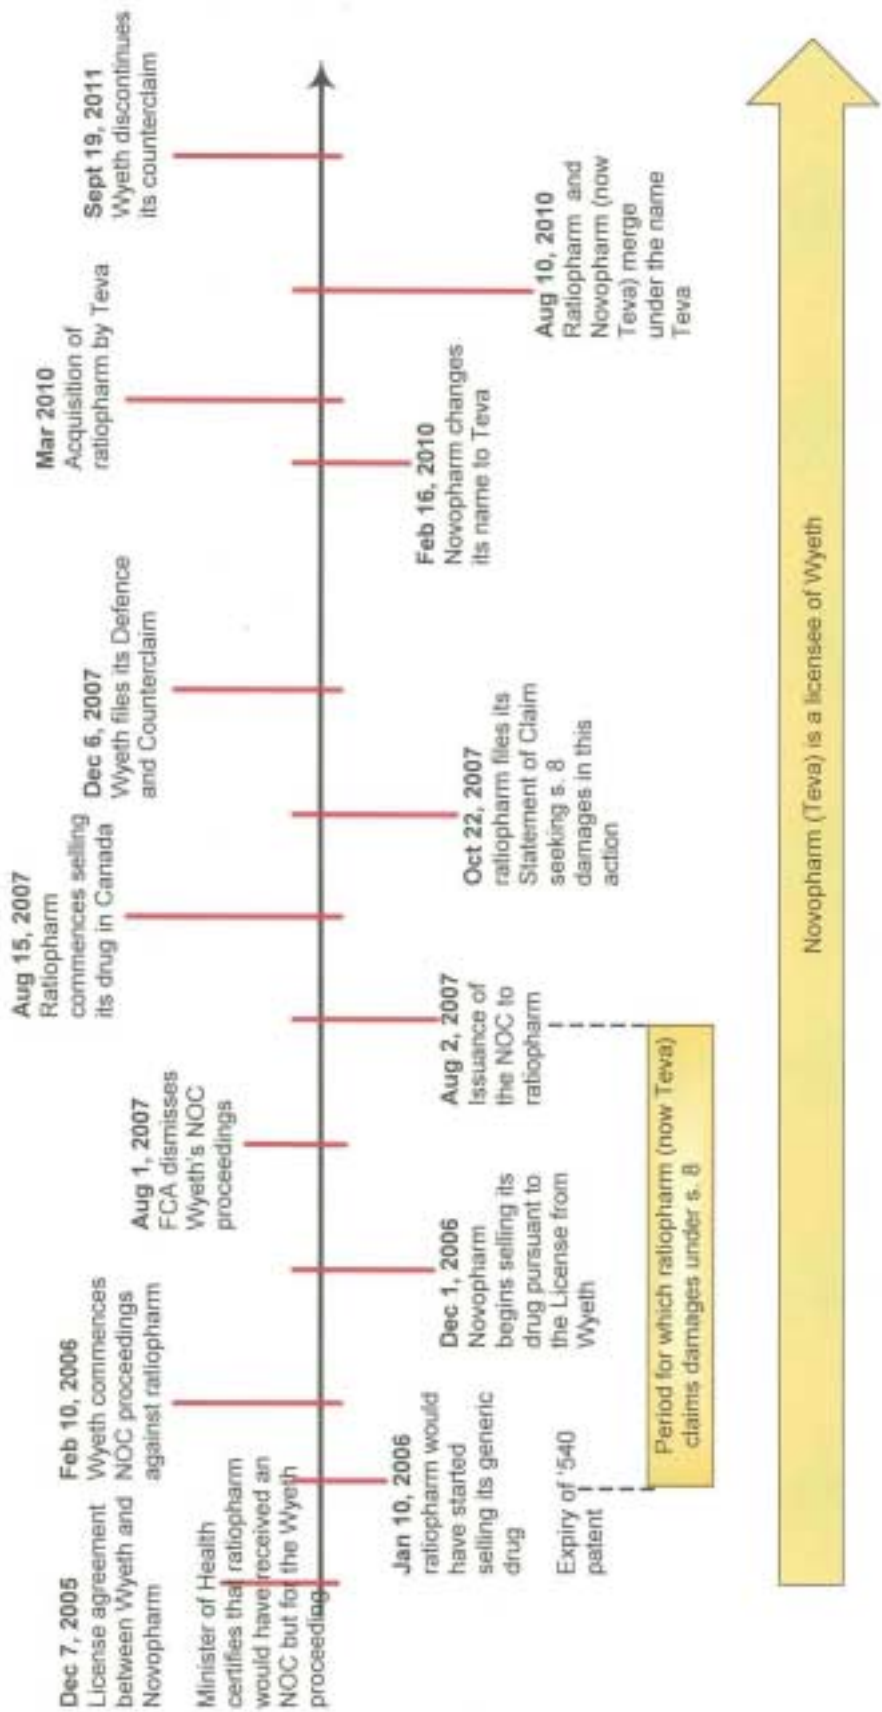 Dec 7, 2005
License agreement
between Wyeth and
Novopharm
Minister of Health
certifies that ratiopharm
would have received an
NOC but for the Wyeth
proceeding
Jan 10, 2006
ratiopharm would
have started
selling its generic
drug
Expiry of '540
patent
Feb 10, 2006
Wyeth commences
NOC proceedings
against ratiopharm
Dec 1, 2006
Novopharm
begins selling its
drug pursuant to
the License from
Wyeth
Aug 1, 2007
FCA dismisses
Wyeth's NOC
proceedings
Aug 2, 2007
Issuance of
the NOC to
ratiopharm
Aug 15, 2007
Ratiopharm
commences selling
its drug in Canada
Oct 22, 2007
ratiopharm files its
Statement of Claim
seeking s. 8
damages in this
action
Dec 6, 2007
Wyeth files its Defence
and Counterclaim
Feb 16, 2010
Novopharm changes
its name to Teva
Mar 2010
Acquisition of
ratiopharm by Teva
Aug 10, 2010
Ratiopharm and
Novopharm (now
Teva) merge
under the name
Teva
Sept 19, 2011
Wyeth discontinues
its counterclaim
Period for which ratiopharm (now Teva)
claims damages under s. 8
Novopharm (Teva) is a licensee of Wyeth